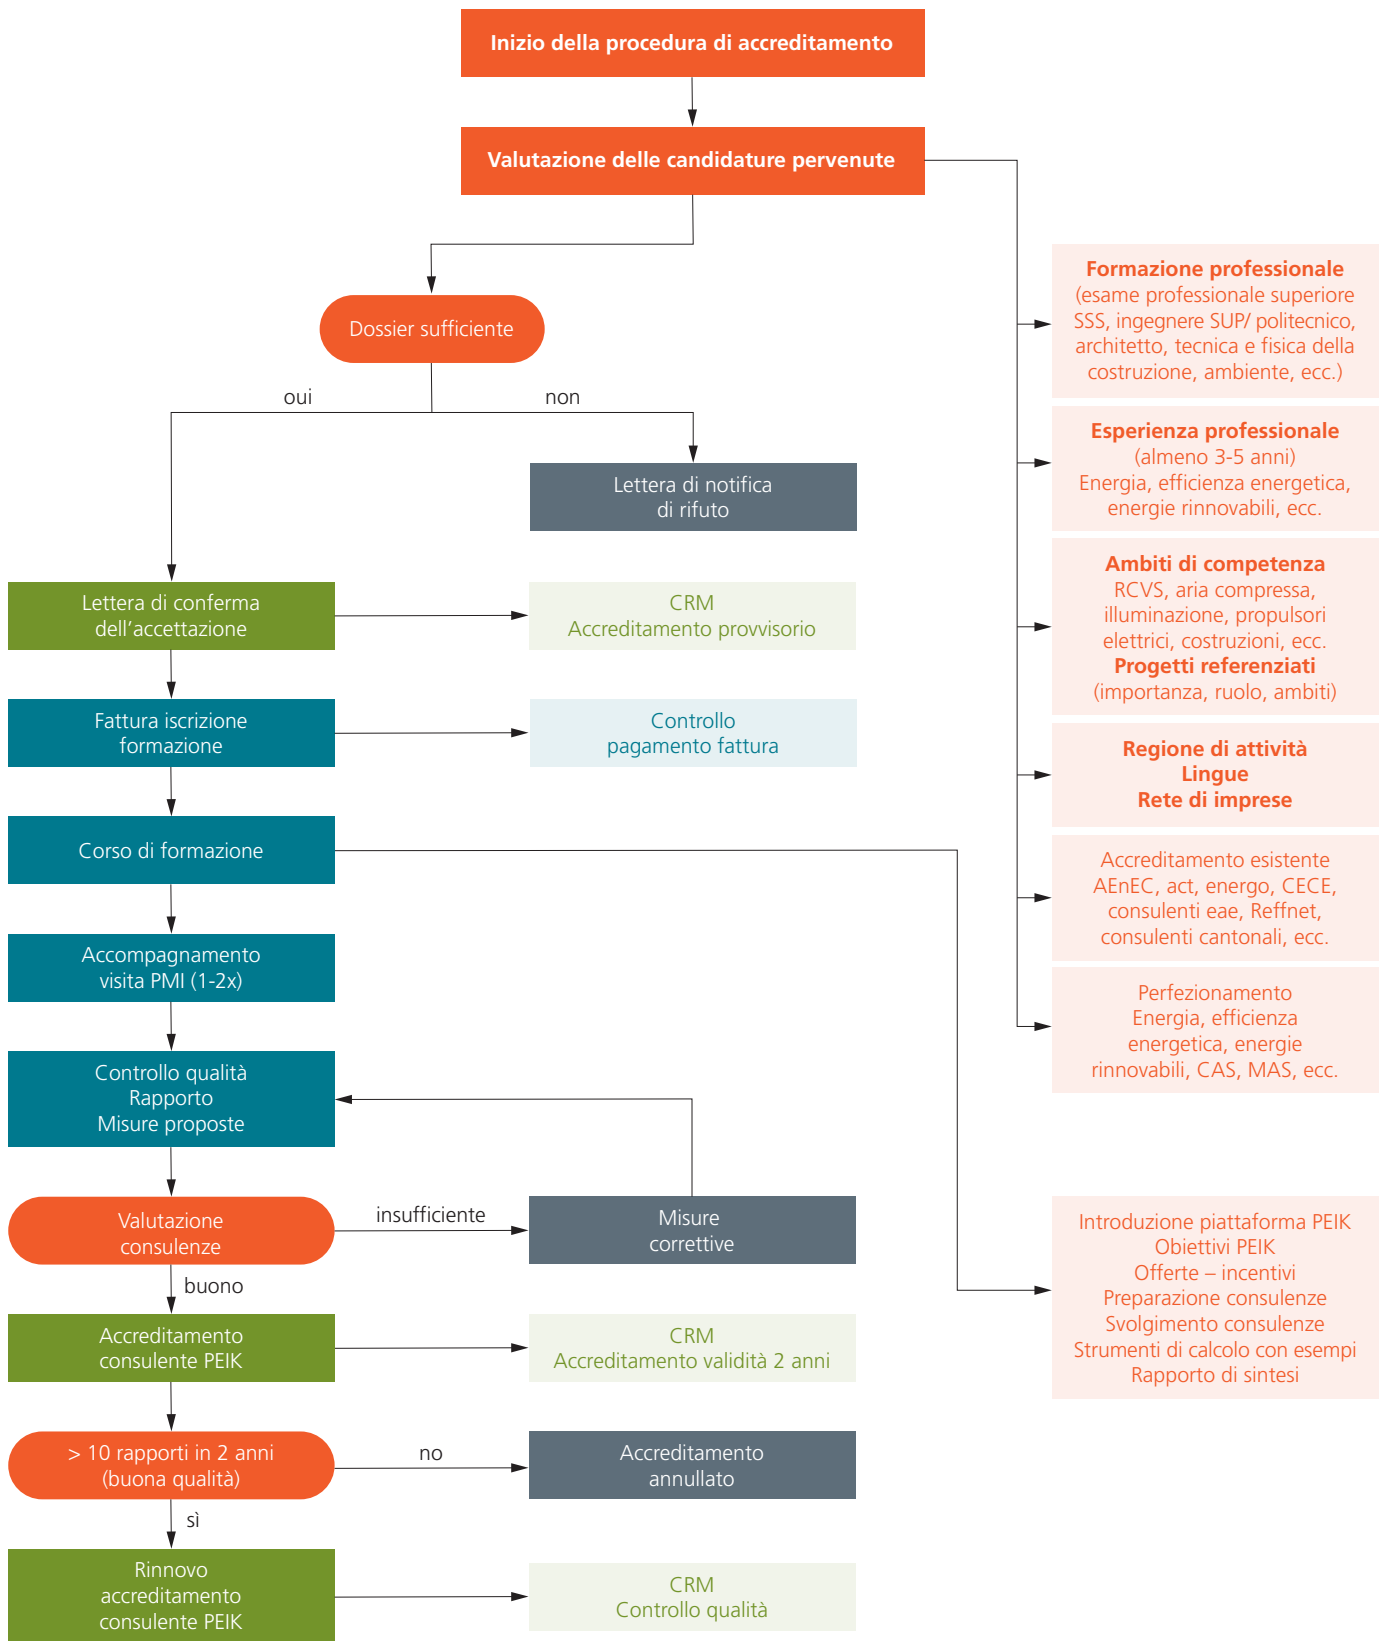 Inizio della procedura di accreditamento
Valutazione delle candidature pervenute
Dossier sufficiente
oui
non
Lettera di notifica
di rifuto
Lettera di conferma
dell’accettazione
CRM
Accreditamento provvisorio
Fattura iscrizione
formazione
Controllo
pagamento fattura
Corso di formazione
Accompagnamento
visita PMI (1-2x)
Controllo qualità
Rapporto
Misure proposte
Valutazione
consulenze
insufficiente
Misure
correttive
buono
Accreditamento
consulente PEIK
CRM
Accreditamento validità 2 anni
> 10 rapporti in 2 anni
(buona qualità)
no
Accreditamento
annullato
sì
Rinnovo
accreditamento
consulente PEIK
CRM
Controllo qualità
Formazione professionale
(esame professionale superiore
SSS, ingegnere SUP/ politecnico,
architetto, tecnica e fisica della
costruzione, ambiente, ecc.)
Esperienza professionale
(almeno 3-5 anni)
Energia, efficienza energetica,
energie rinnovabili, ecc.
Ambiti di competenza
RCVS, aria compressa,
illuminazione, propulsori
elettrici, costruzioni, ecc.
Progetti referenziati
(importanza, ruolo, ambiti)
Regione di attività
Lingue
Rete di imprese
Accreditamento esistente
AEnEC, act, energo, CECE,
consulenti eae, Reffnet,
consulenti cantonali, ecc.
Perfezionamento
Energia, efficienza
energetica, energie
rinnovabili, CAS, MAS, ecc.
Introduzione piattaforma PEIK
Obiettivi PEIK
Offerte – incentivi
Preparazione consulenze
Svolgimento consulenze
Strumenti di calcolo con esempi
Rapporto di sintesi